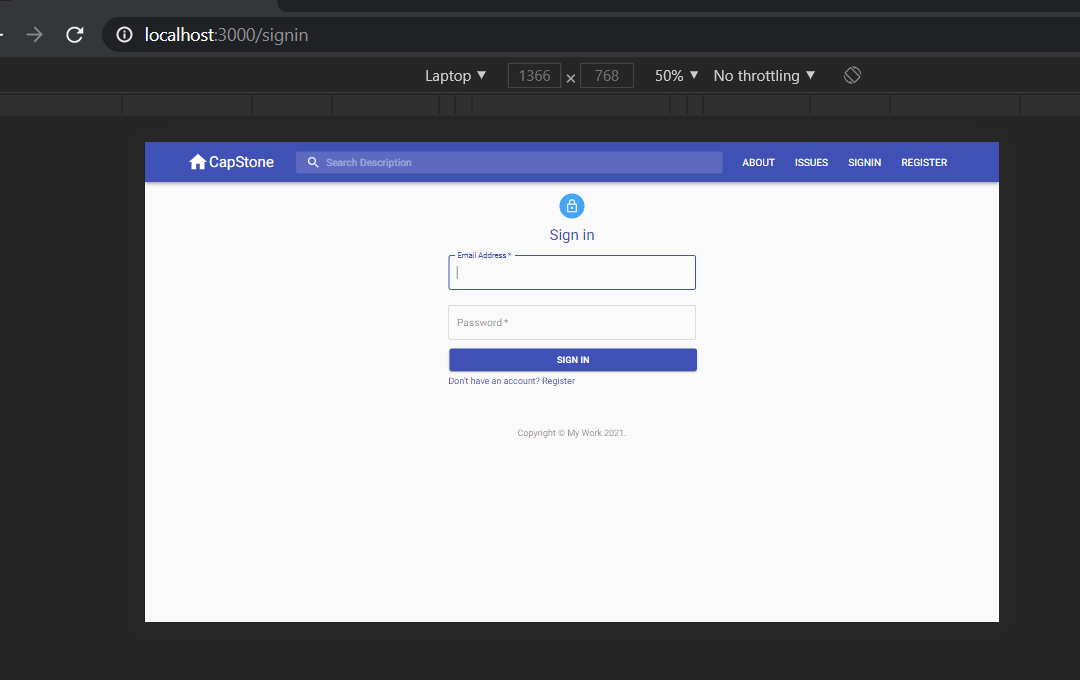 localhost:3000/signin
Laptop ▼ 1366 × 768 50% ▼ No throttling ▼
CapStone Search Description ABOUT ISSUES SIGNIN REGISTER
Sign in
Email Address *
Password *
SIGN IN
Don't have an account? Register
Copyright © My Work 2021.